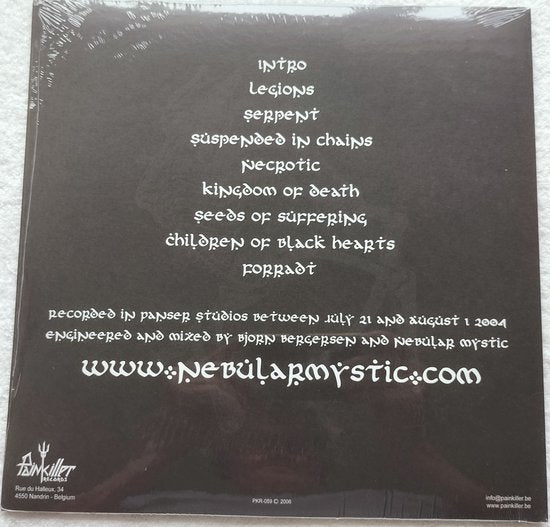 Intro
Legions
Serpent
Suspended in Chains
Necrotic
Kingdom of Death
Seeds of Suffering
Children of Black Hearts
Forradt
Recorded in Panser Studios between July 21 and August 1 2004
Engineered and mixed by Bjorn Bergersen and Nebular Mystic
www.nebularmystic.com
Painkiller
Records
Rue du Halleux, 34
4550 Nandrin - Belgium
PKR-059 © 2006
info@painkiller.be
www.painkiller.be